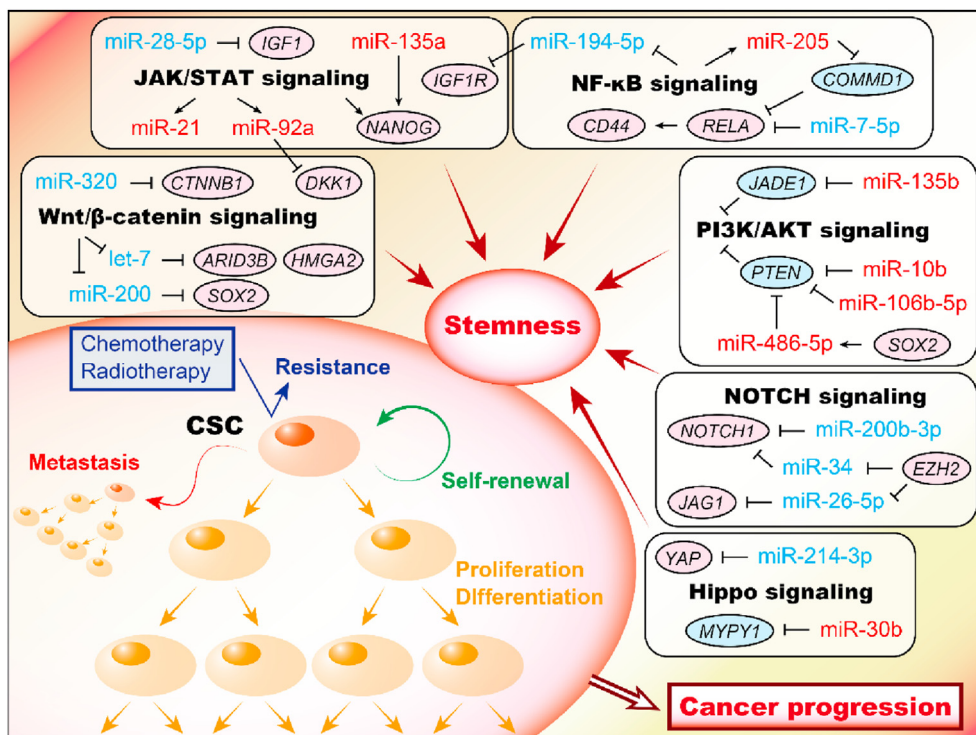 miR-28-5p
IGF1
miR-135a
JAK/STAT signaling
IGF1R
miR-21
miR-92a
NANOG
miR-194-5p
miR-205
NF-κB signaling
COMMD1
CD44
RELA
miR-7-5p
miR-320
CTNNB1
DKK1
Wnt/β-catenin signaling
let-7
ARID3B
HMGA2
miR-200
SOX2
JADE1
miR-135b
PI3K/AKT signaling
PTEN
miR-10b
miR-106b-5p
miR-486-5p
SOX2
Stemness
NOTCH signaling
NOTCH1
miR-200b-3p
miR-34
EZH2
JAG1
miR-26-5p
YAP
miR-214-3p
Hippo signaling
MYPY1
miR-30b
Chemotherapy
Radiotherapy
Resistance
CSC
Metastasis
Self-renewal
Proliferation
Differentiation
Cancer progression